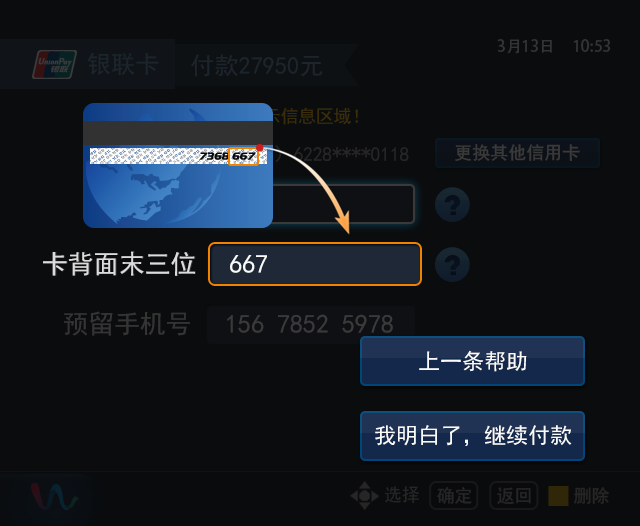 3月13日 10:53
UnionPay
银联
银联卡
付款27950元
示信息区域！
7368 667
6228****0118
更换其他信用卡
?
卡背面末三位
667
?
预留手机号
156 7852 5978
上一条帮助
我明白了，继续付款
选择
确定
返回
删除